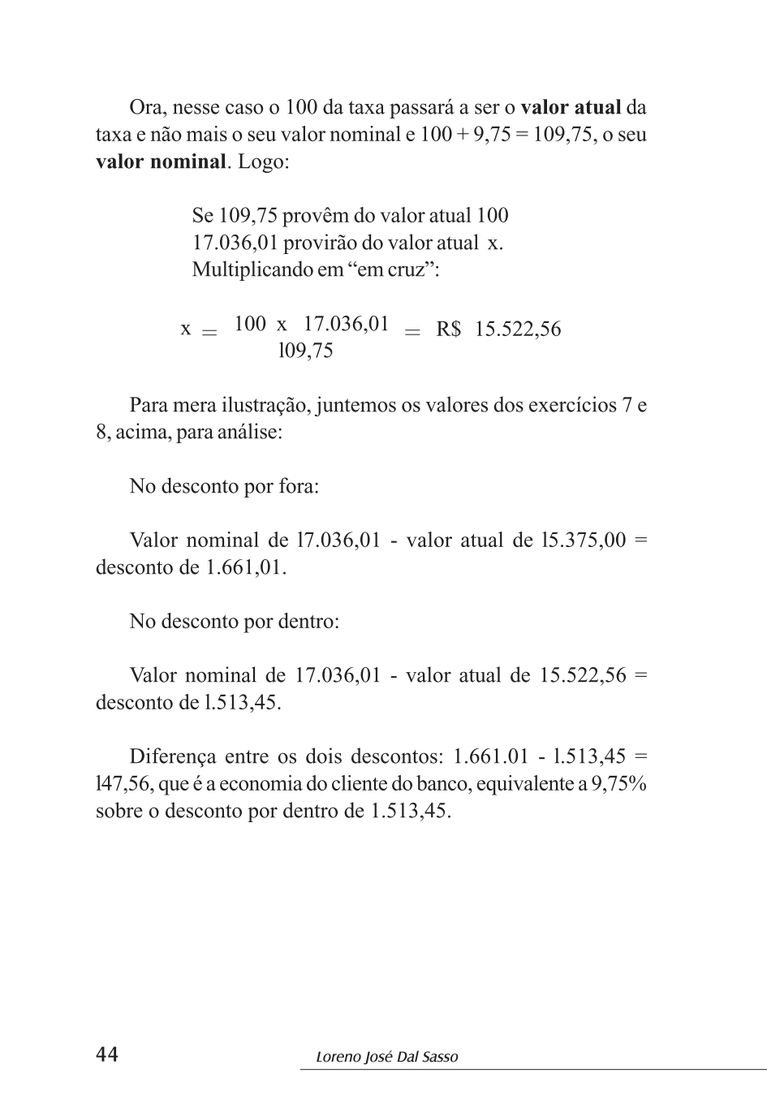 Ora, nesse caso o 100 da taxa passará a ser o valor atual da
taxa e não mais o seu valor nominal e 100 + 9,75 = 109,75, o seu
valor nominal. Logo:
Se 109,75 provêm do valor atual 100
17.036,01 provirão do valor atual x.
Multiplicando em “em cruz”:
x = 100 x 17.036,01 = R$ 15.522,56
l09,75
Para mera ilustração, juntemos os valores dos exercícios 7 e
8, acima, para análise:
No desconto por fora:
Valor nominal de l7.036,01 - valor atual de l5.375,00 =
desconto de 1.661,01.
No desconto por dentro:
Valor nominal de 17.036,01 - valor atual de 15.522,56 =
desconto de l.513,45.
Diferença entre os dois descontos: 1.661.01 - l.513,45 =
l47,56, que é a economia do cliente do banco, equivalente a 9,75%
sobre o desconto por dentro de 1.513,45.
44 Loreno José Dal Sasso